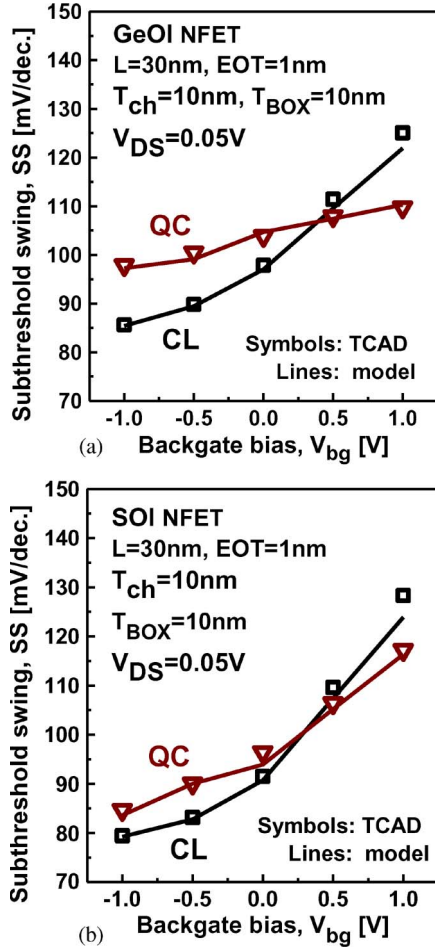 150
140
130
120
110
100
90
80
70
Subthreshold swing, SS [mV/dec.]
GeOI NFET
L=30nm, EOT=1nm
T_ch=10nm, T_BOX=10nm
V_DS=0.05V
QC
CL
Symbols: TCAD
Lines: model
-1.0 -0.5 0.0 0.5 1.0
(a) Backgate bias, V_bg [V]
150
140
130
120
110
100
90
80
70
60
Subthreshold swing, SS [mV/dec.]
SOI NFET
L=30nm, EOT=1nm
T_ch=10nm
T_BOX=10nm
V_DS=0.05V
QC
CL
Symbols: TCAD
Lines: model
-1.0 -0.5 0.0 0.5 1.0
(b) Backgate bias, V_bg [V]